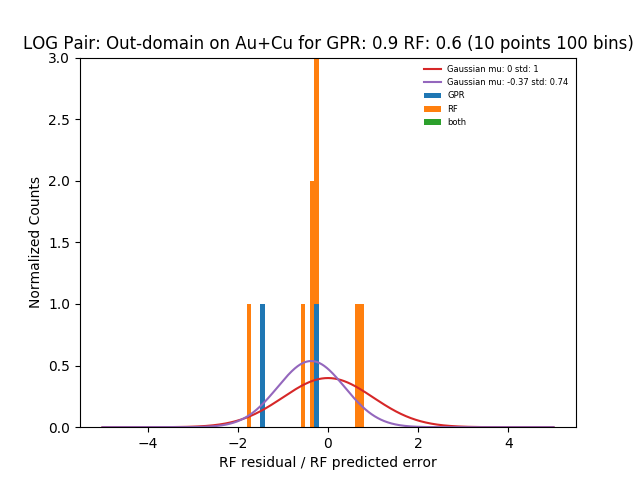 LOG Pair: Out-domain on Au+Cu for GPR: 0.9 RF: 0.6 (10 points 100 bins)
Gaussian mu: 0 std: 1
Gaussian mu: -0.37 std: 0.74
GPR
RF
both
Normalized Counts
3.0
2.5
2.0
1.5
1.0
0.5
0.0
−4
−2
0
2
4
RF residual / RF predicted error